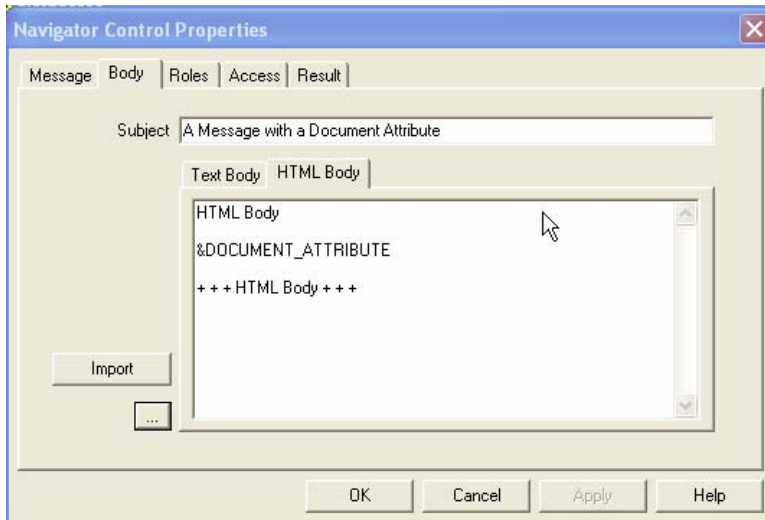 Navigator Control Properties
Message Body Roles Access Result
Subject A Message with a Document Attribute
Text Body HTML Body
HTML Body
&DOCUMENT_ATTRIBUTE
+ + + HTML Body + + +
Import
...
OK Cancel Apply Help